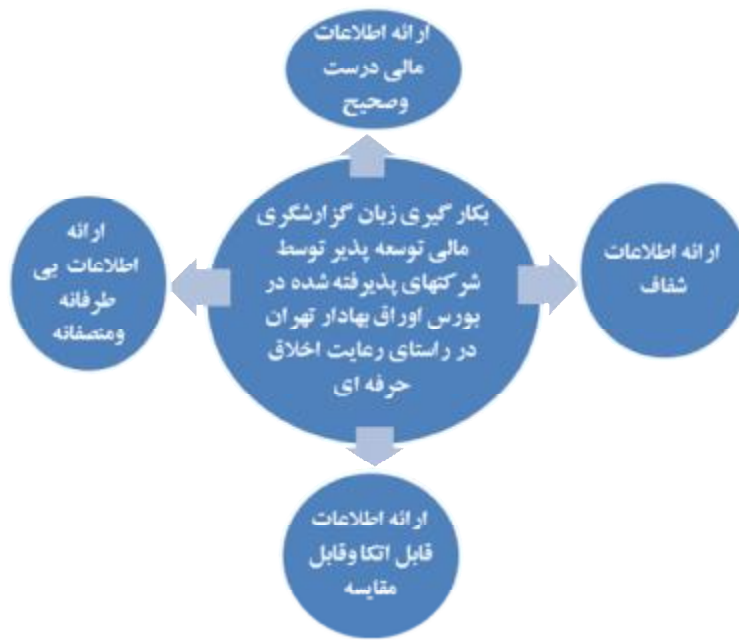 ارائه اطلاعات
مالی درست
وصحیح
بکار گیری زبان گزارشگری
مالی توسعه پذیر توسط
شرکتهای پذیرفته شده در
بورس اوراق بهادار تهران
در راستای رعایت اخلاق
حرفه ای
ارائه اطلاعات
شفاف
ارائه
اطلاعات بی
طرفانه
ومنصفانه
ارائه اطلاعات
قابل اتکا وقابل
مقایسه